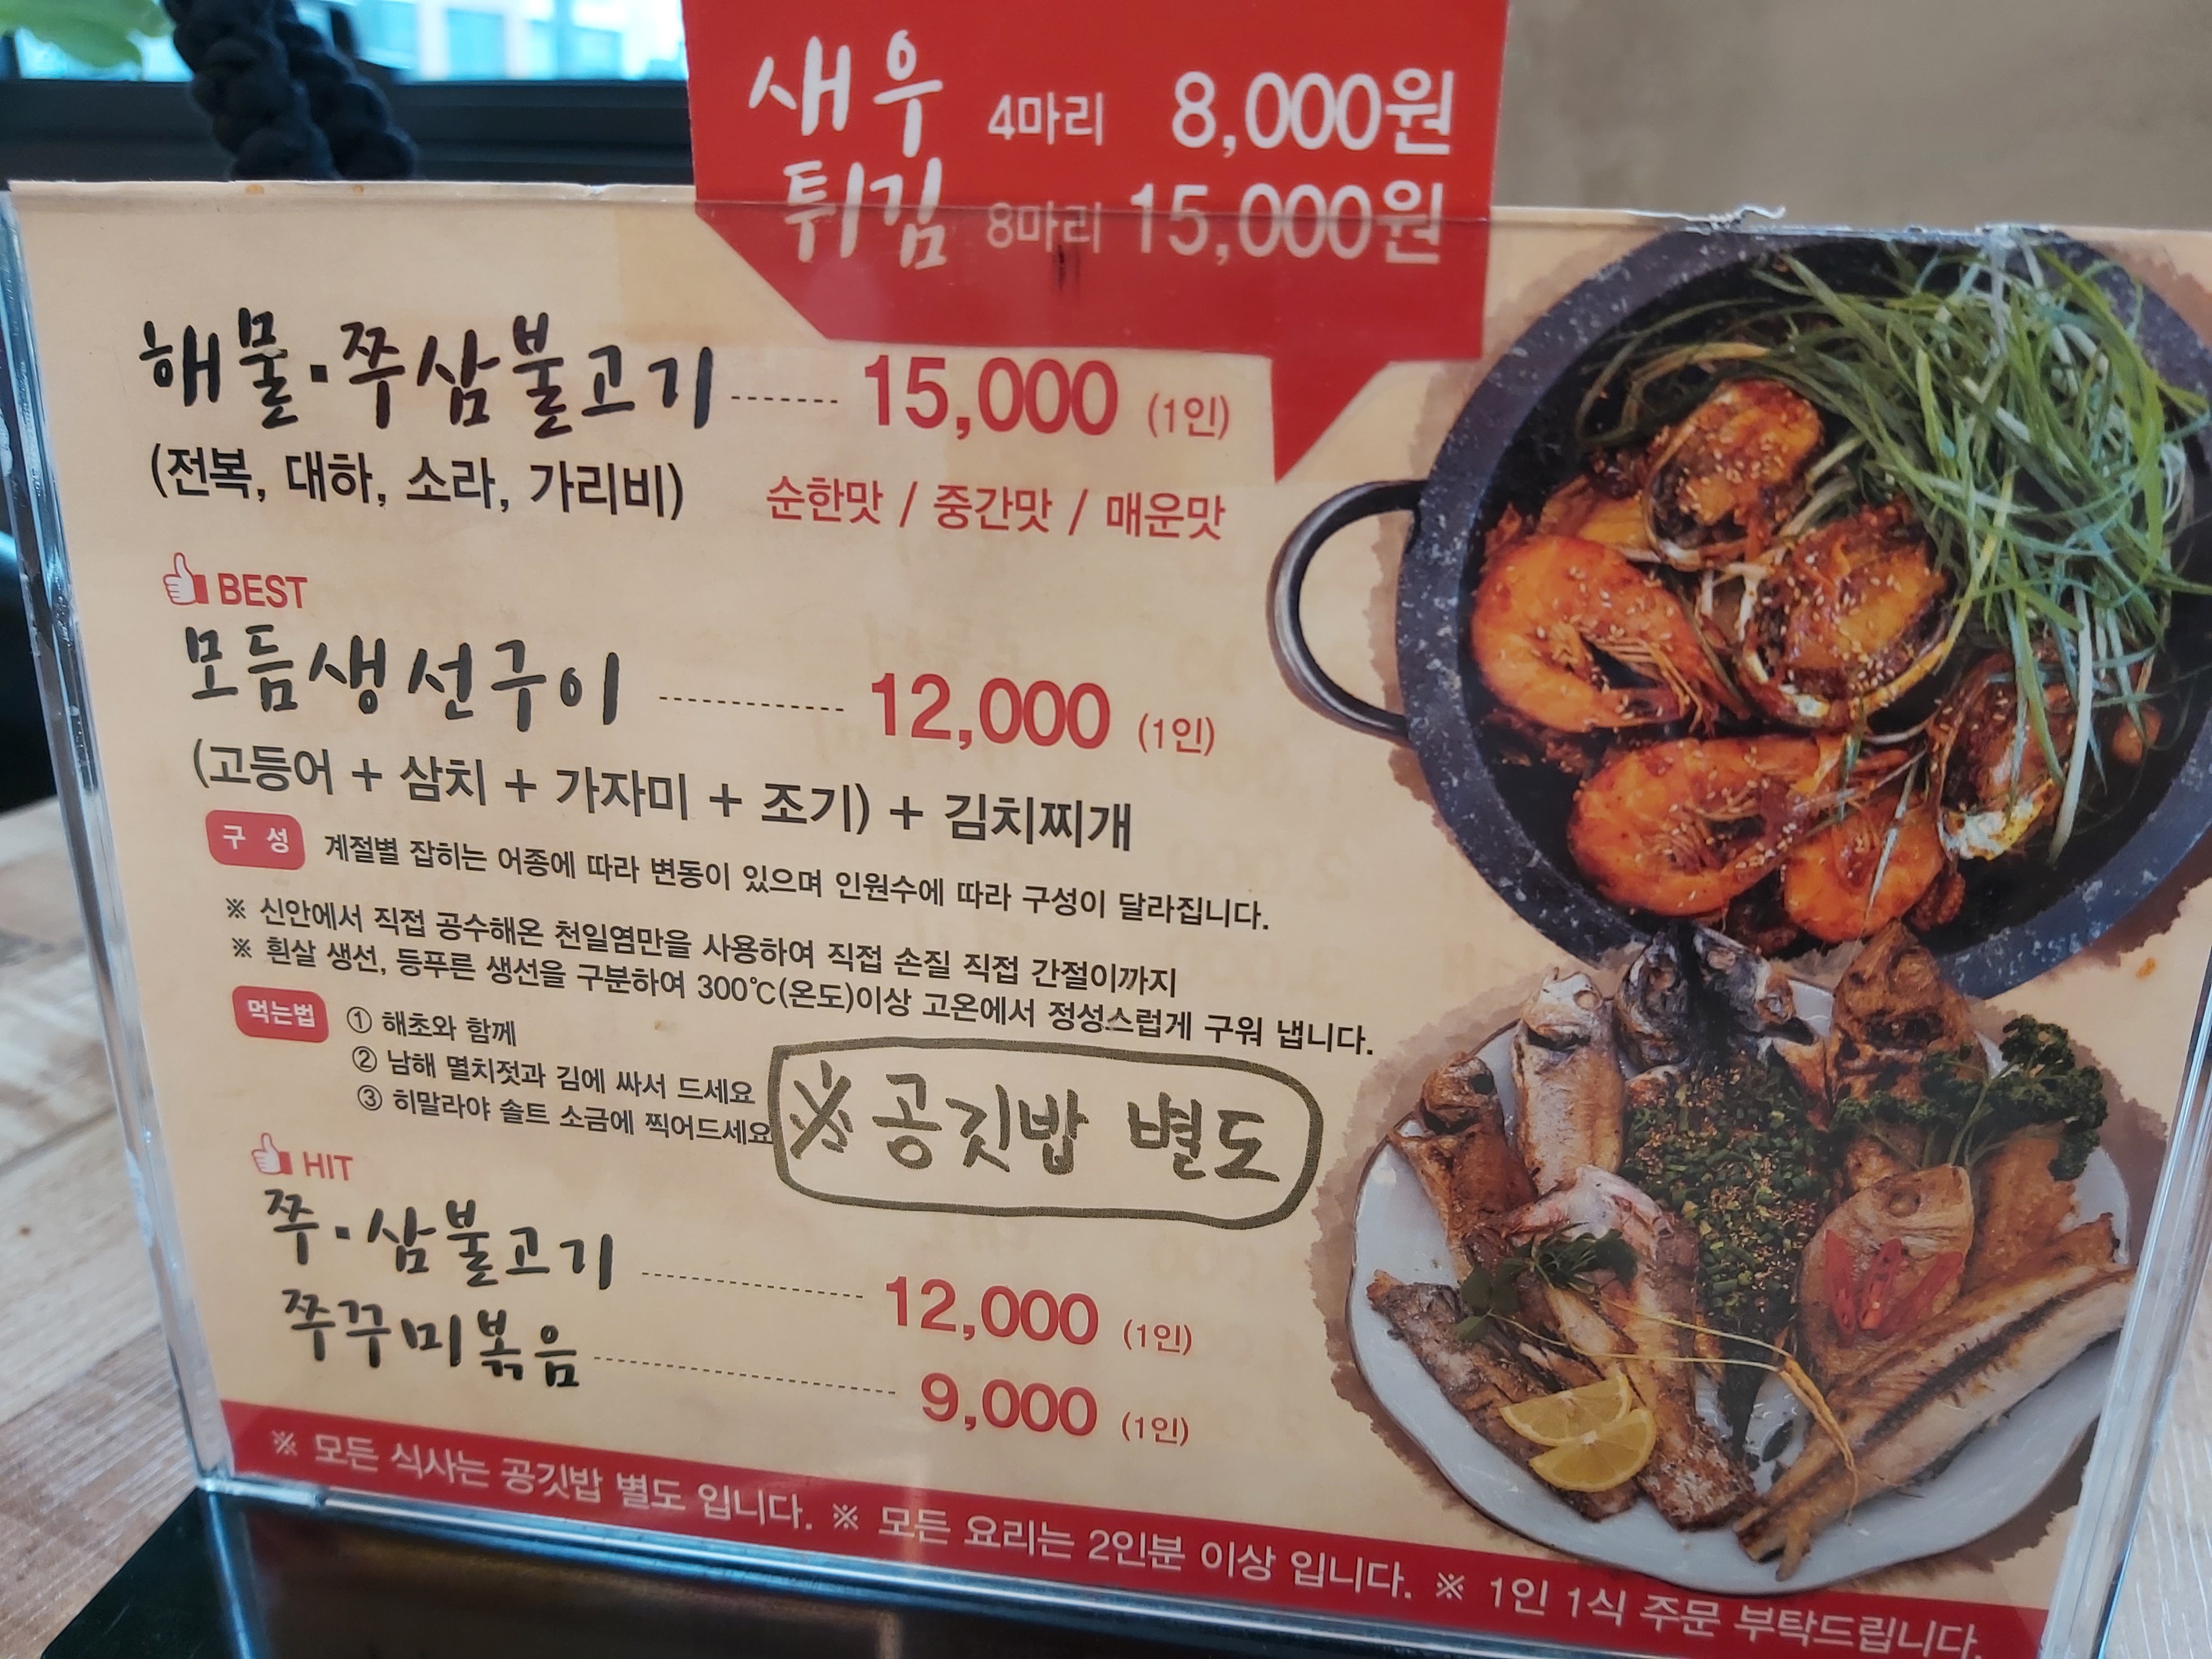 새우 4마리 8,000원
튀김 8마리 15,000원
해물·쭈삼불고기 15,000 (1인)
(전복, 대하, 소라, 가리비) 순한맛 / 중간맛 / 매운맛
BEST
모듬생선구이 12,000 (1인)
(고등어 + 삼치 + 가자미 + 조기) + 김치찌개
구 성 계절별 잡히는 어종에 따라 변동이 있으며 인원수에 따라 구성이 달라집니다.
※ 신안에서 직접 공수해온 천일염만을 사용하여 직접 손질 직접 간절이까지
※ 흰살 생선, 등푸른 생선을 구분하여 300℃(온도)이상 고온에서 정성스럽게 구워 냅니다.
먹는법 ① 해초와 함께
② 남해 멸치젓과 김에 싸서 드세요
③ 히말라야 솔트 소금에 찍어드세요
※ 공깃밥 별도
HIT
쭈·삼불고기 12,000 (1인)
쭈꾸미볶음 9,000 (1인)
※ 모든 식사는 공깃밥 별도 입니다. ※ 모든 요리는 2인분 이상 입니다. ※ 1인 1식 주문 부탁드립니다.